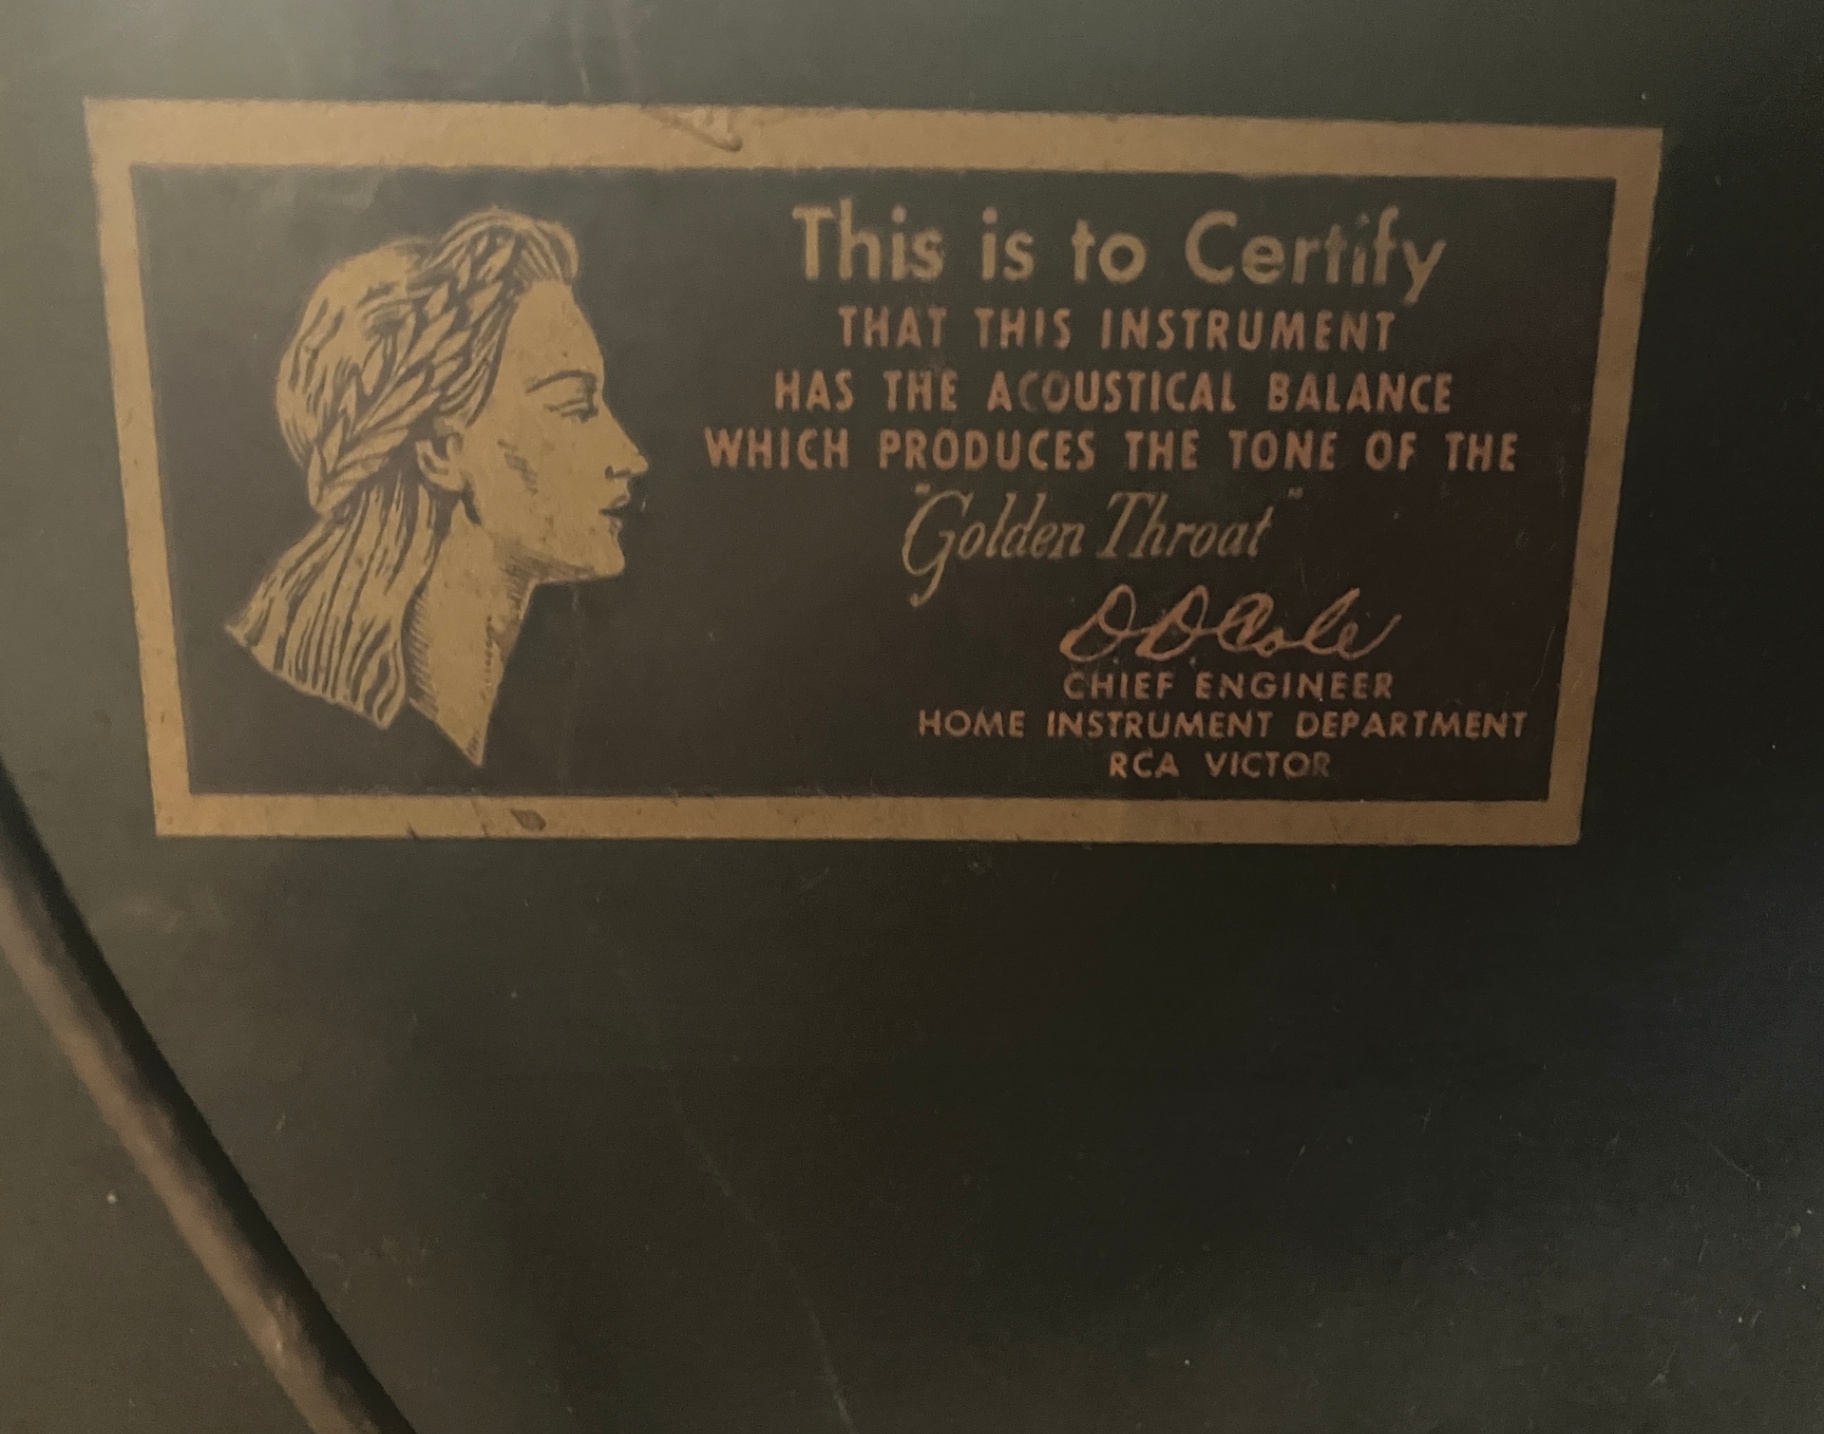 This is to Certify
THAT THIS INSTRUMENT
HAS THE ACOUSTICAL BALANCE
WHICH PRODUCES THE TONE OF THE
"Golden Throat"
D D Cole
CHIEF ENGINEER
HOME INSTRUMENT DEPARTMENT
RCA VICTOR